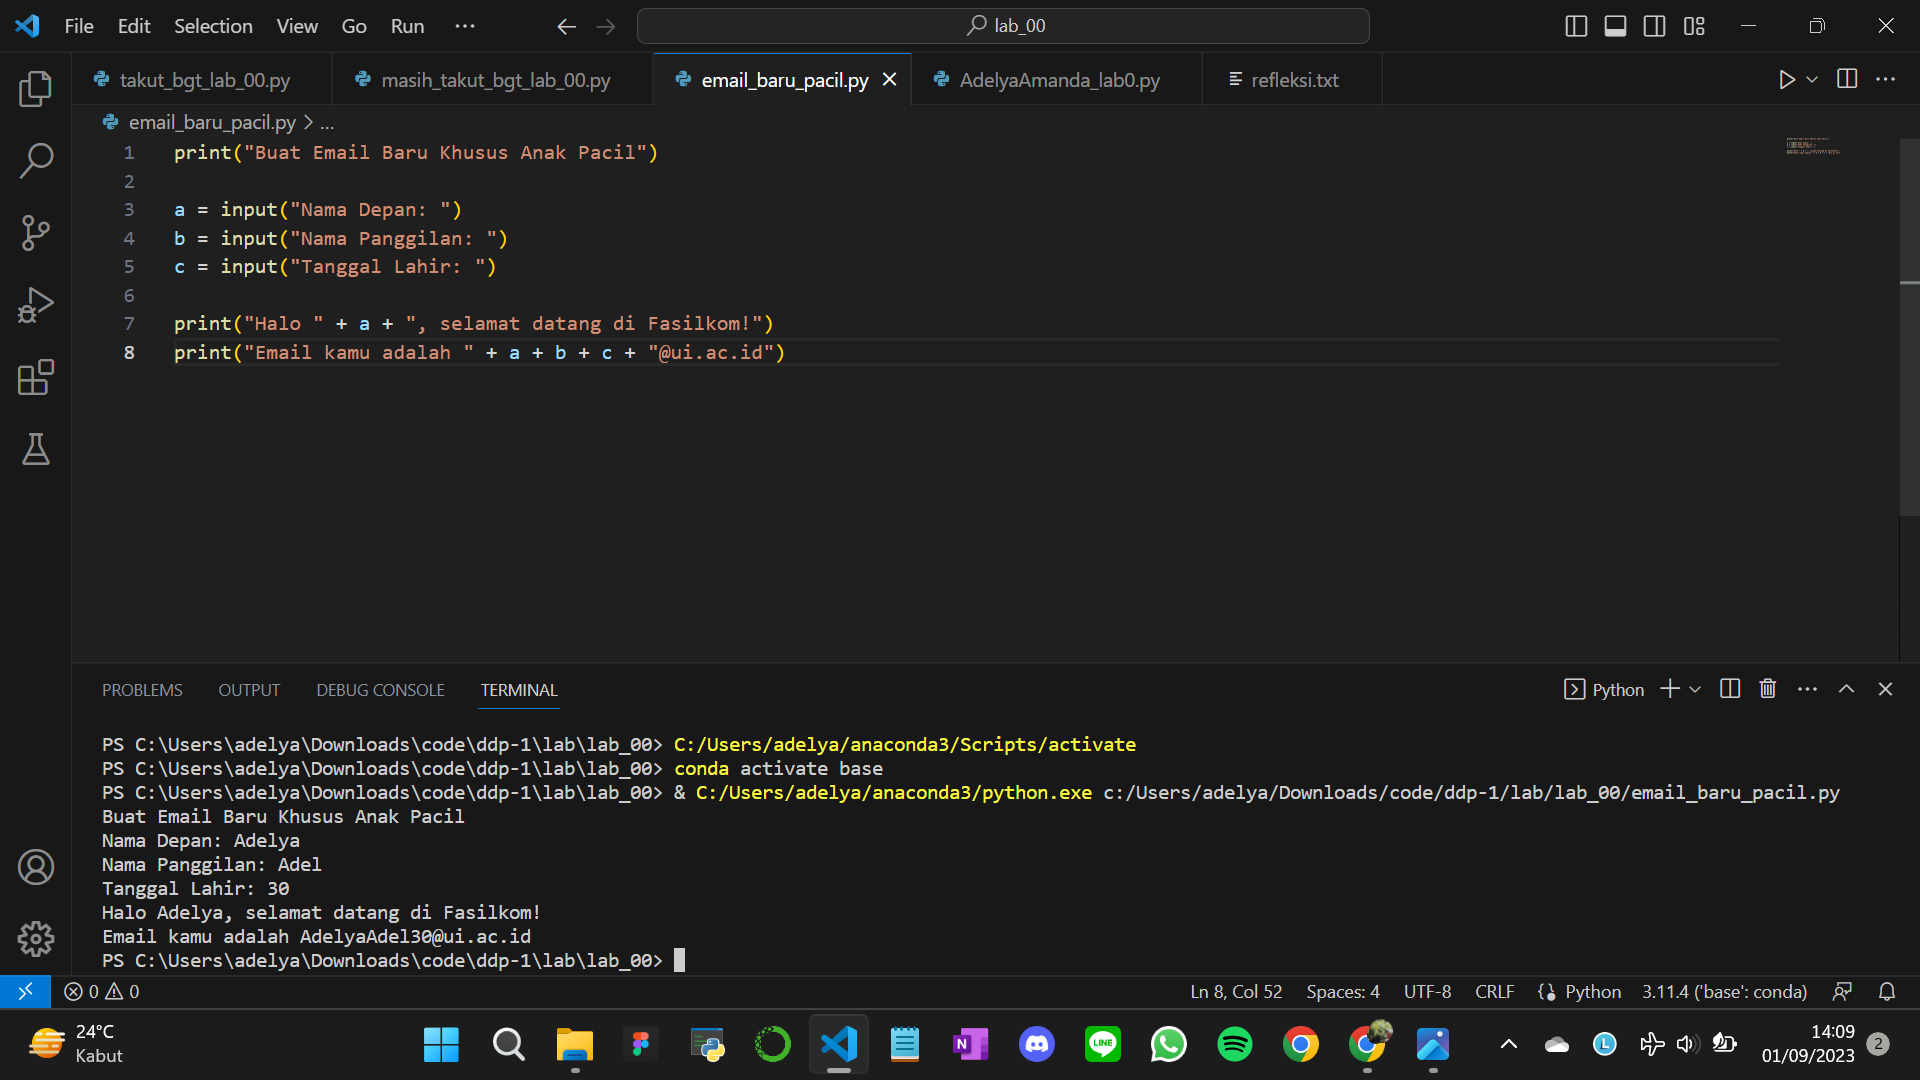 File Edit Selection View Go Run ··· lab_00
takut_bgt_lab_00.py masih_takut_bgt_lab_00.py email_baru_pacil.py AdelyaAmanda_lab0.py refleksi.txt
email_baru_pacil.py > ...
1 print("Buat Email Baru Khusus Anak Pacil")
2
3 a = input("Nama Depan: ")
4 b = input("Nama Panggilan: ")
5 c = input("Tanggal Lahir: ")
6
7 print("Halo " + a + ", selamat datang di Fasilkom!")
8 print("Email kamu adalah " + a + b + c + "@ui.ac.id")
PROBLEMS OUTPUT DEBUG CONSOLE TERMINAL Python
PS C:\Users\adelya\Downloads\code\ddp-1\lab\lab_00> C:/Users/adelya/anaconda3/Scripts/activate
PS C:\Users\adelya\Downloads\code\ddp-1\lab\lab_00> conda activate base
PS C:\Users\adelya\Downloads\code\ddp-1\lab\lab_00> & C:/Users/adelya/anaconda3/python.exe c:/Users/adelya/Downloads/code/ddp-1/lab/lab_00/email_baru_pacil.py
Buat Email Baru Khusus Anak Pacil
Nama Depan: Adelya
Nama Panggilan: Adel
Tanggal Lahir: 30
Halo Adelya, selamat datang di Fasilkom!
Email kamu adalah AdelyaAdel30@ui.ac.id
PS C:\Users\adelya\Downloads\code\ddp-1\lab\lab_00>
0 0 Ln 8, Col 52 Spaces: 4 UTF-8 CRLF Python 3.11.4 ('base': conda)
24°C
Kabut
N
LINE
L
14:09
01/09/2023
2